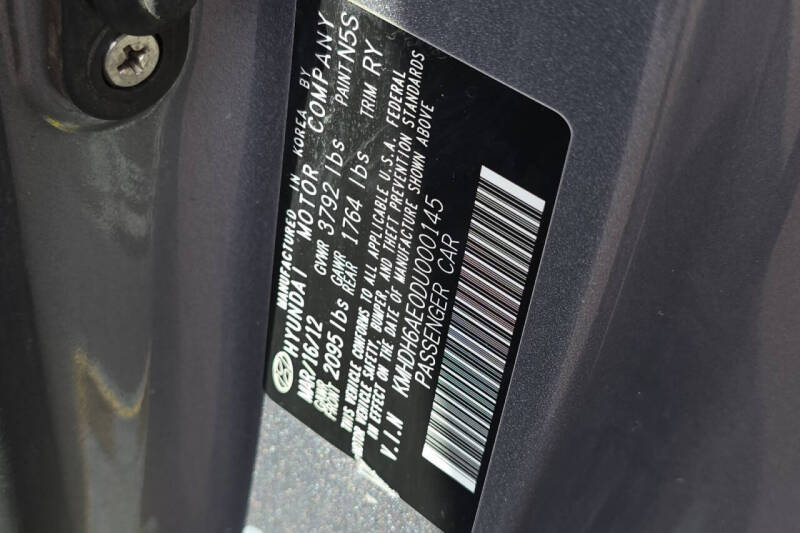 MANUFACTURED IN KOREA BY
HYUNDAI MOTOR COMPANY
MAR/16/12 GVWR 3792 lbs PAINT N5S
GAWR FRONT 2095 lbs GAWR REAR 1764 lbs TRIM RY
THIS VEHICLE CONFORMS TO ALL APPLICABLE U.S.A. FEDERAL
MOTOR VEHICLE SAFETY, BUMPER, AND THEFT PREVENTION STANDARDS
IN EFFECT ON THE DATE OF MANUFACTURE SHOWN ABOVE
V.I.N KMHDH6AE0DU000145
PASSENGER CAR